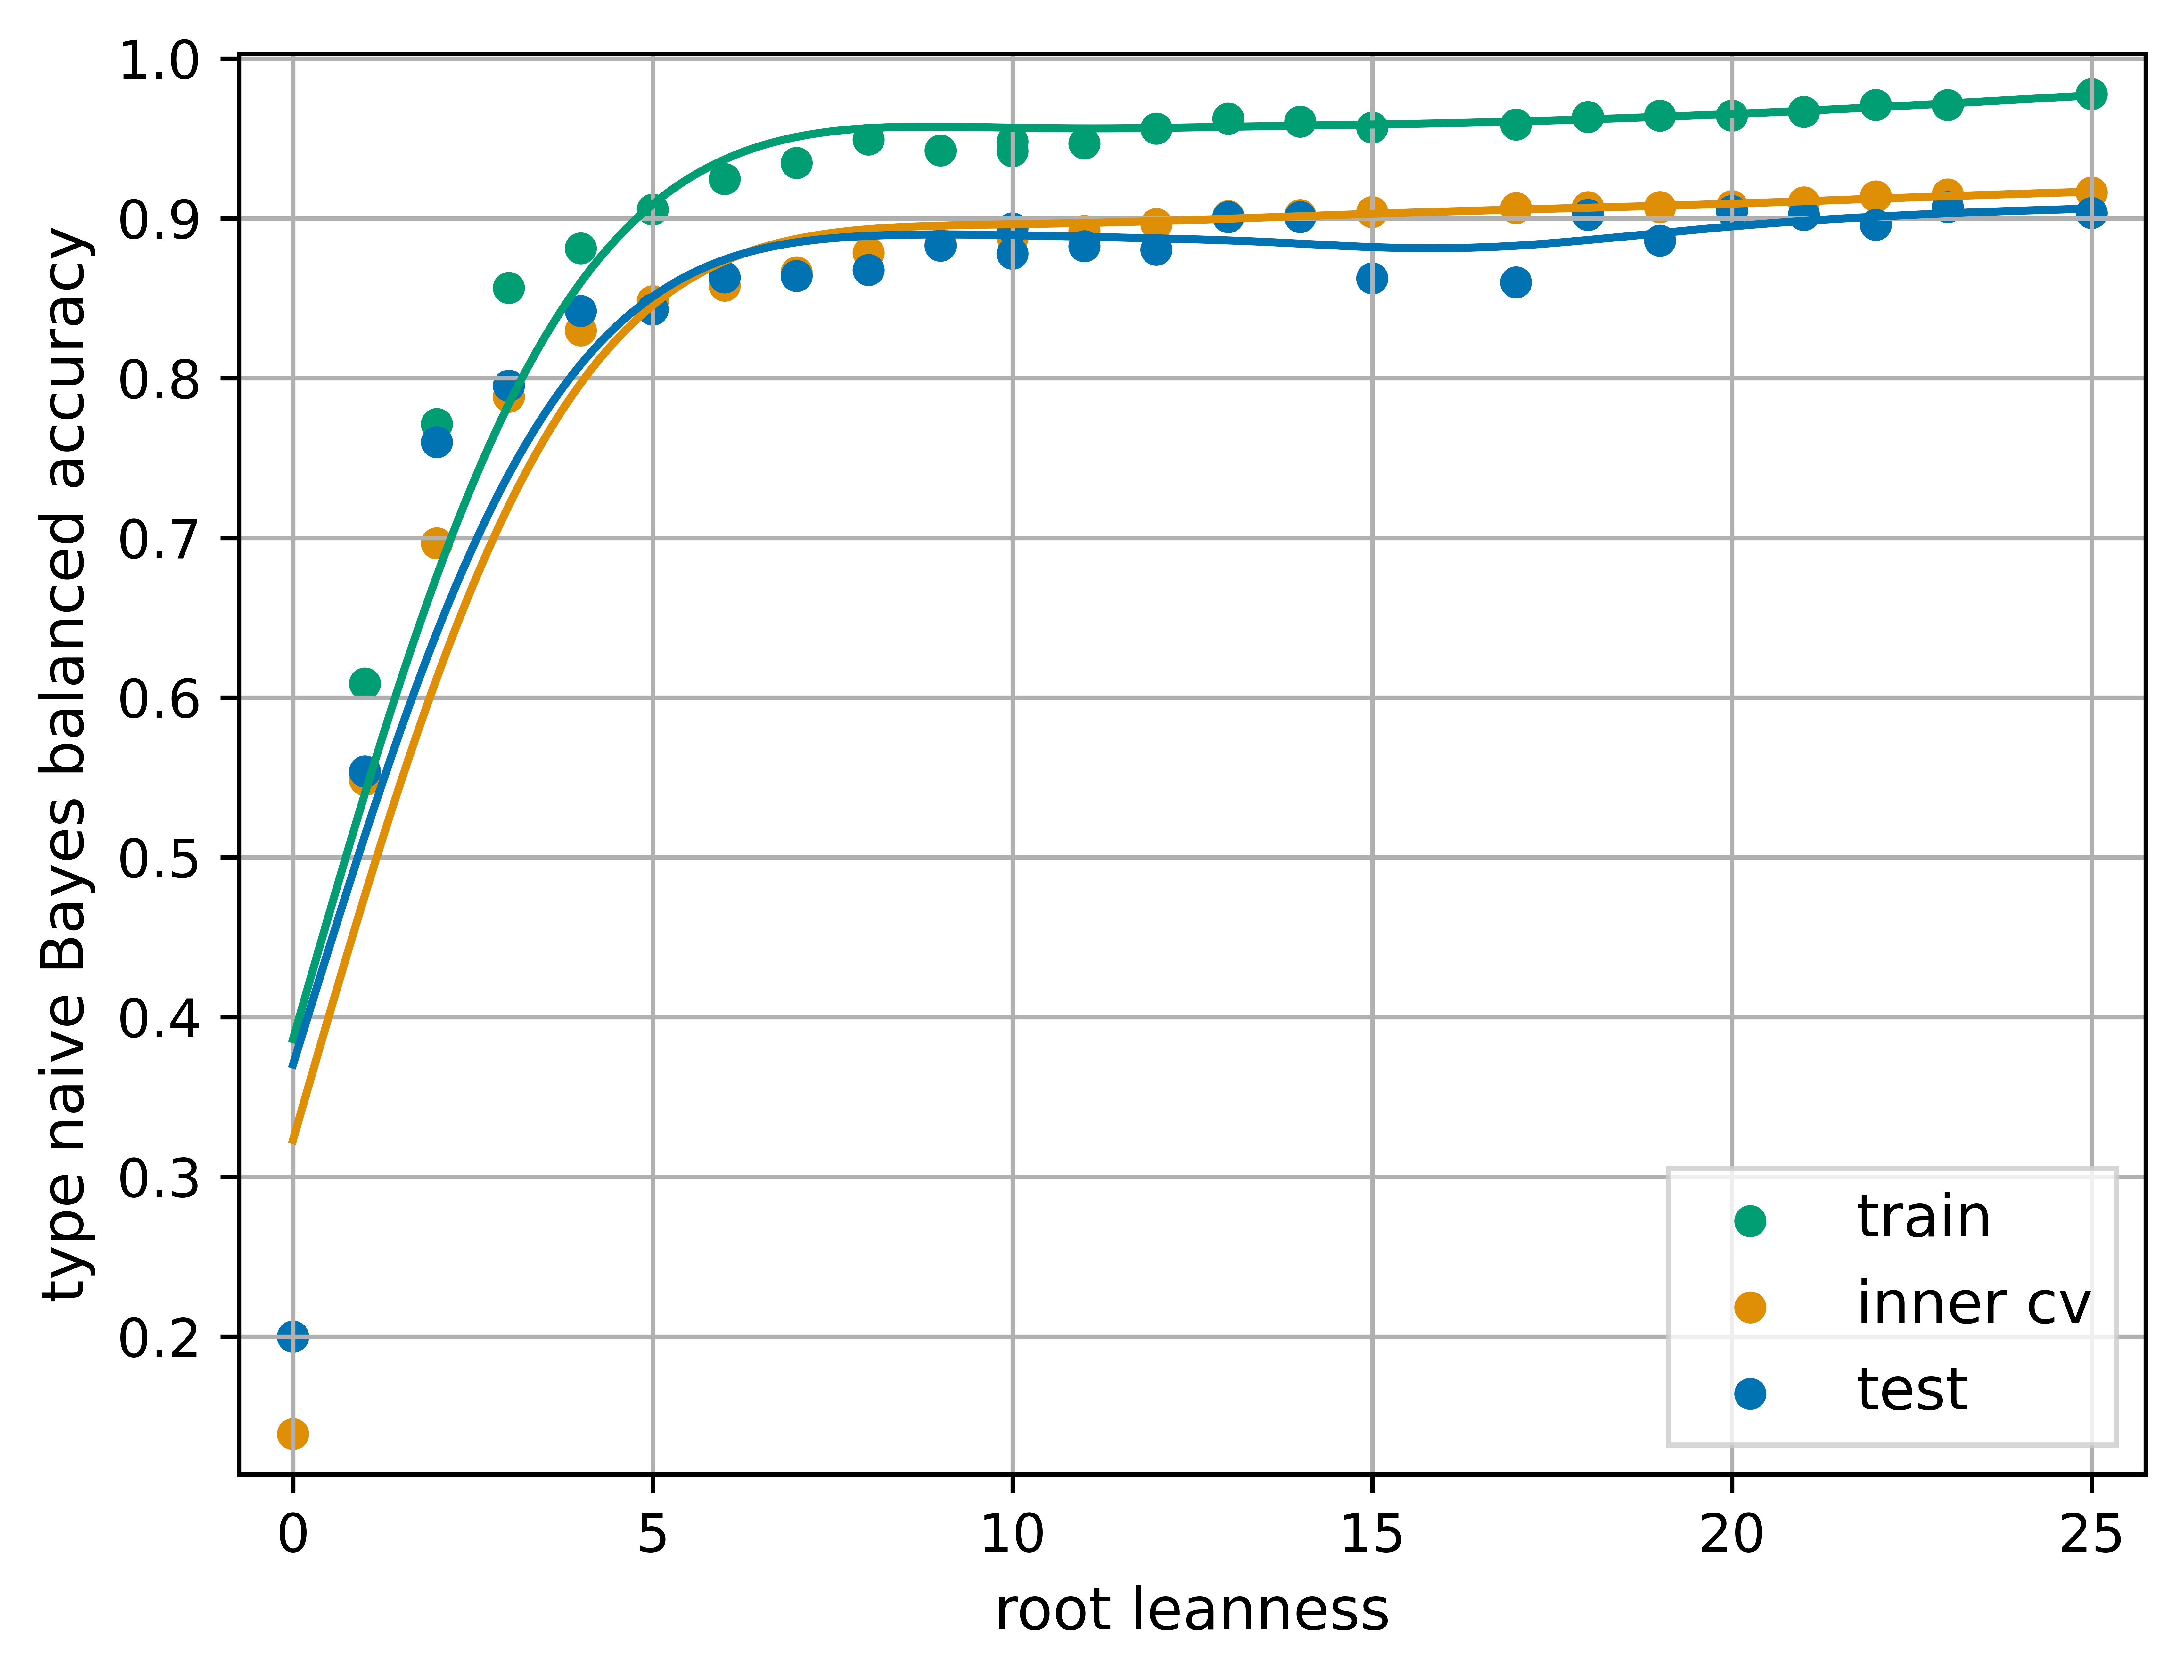 type naive Bayes balanced accuracy
1.0
0.9
0.8
0.7
0.6
0.5
0.4
0.3
0.2
train
inner cv
test
0 5 10 15 20 25
root leanness